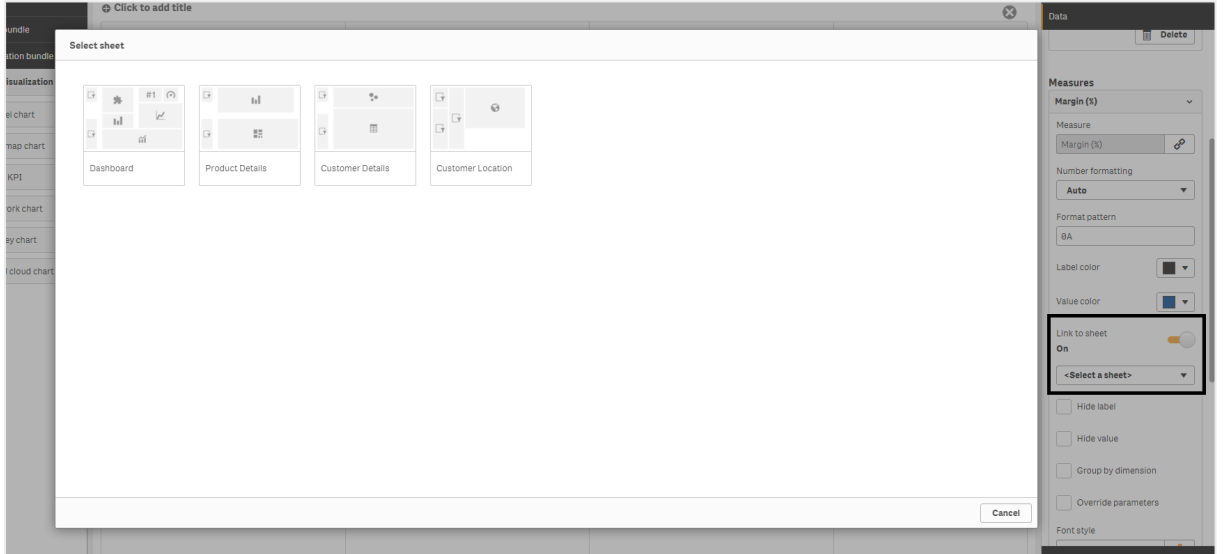 Click to add title
Data
bundle
Delete
Select sheet
ation bundle
isualization
Measures
Margin (%)
el chart
#1
Measure
map chart
Margin (%)
Dashboard
Product Details
Customer Details
Customer Location
KPI
Number formatting
Auto
ork chart
Format pattern
0A
ey chart
cloud chart
Label color
Value color
Link to sheet
On
<Select a sheet>
Hide label
Hide value
Group by dimension
Override parameters
Cancel
Font style